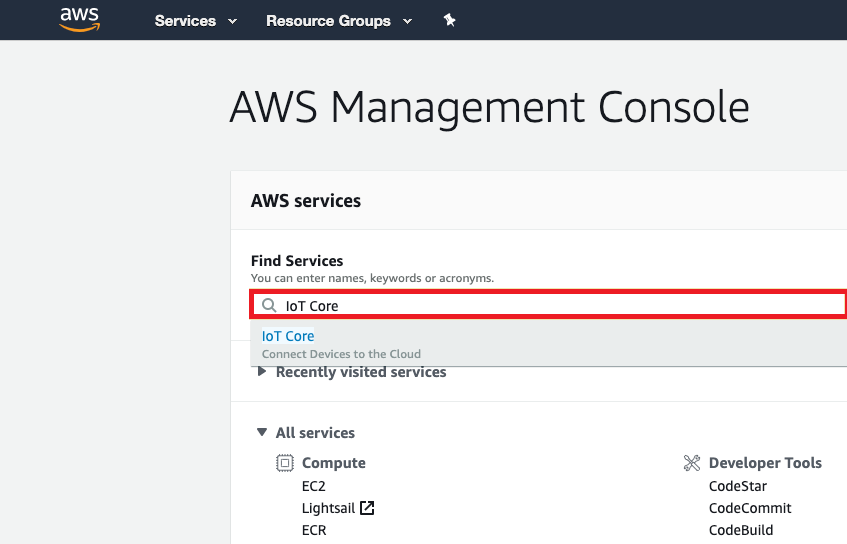 aws Services Resource Groups
AWS Management Console
AWS services
Find Services
You can enter names, keywords or acronyms.
IoT Core
IoT Core
Connect Devices to the Cloud
Recently visited services
All services
Compute
EC2
Lightsail
ECR
Developer Tools
CodeStar
CodeCommit
CodeBuild